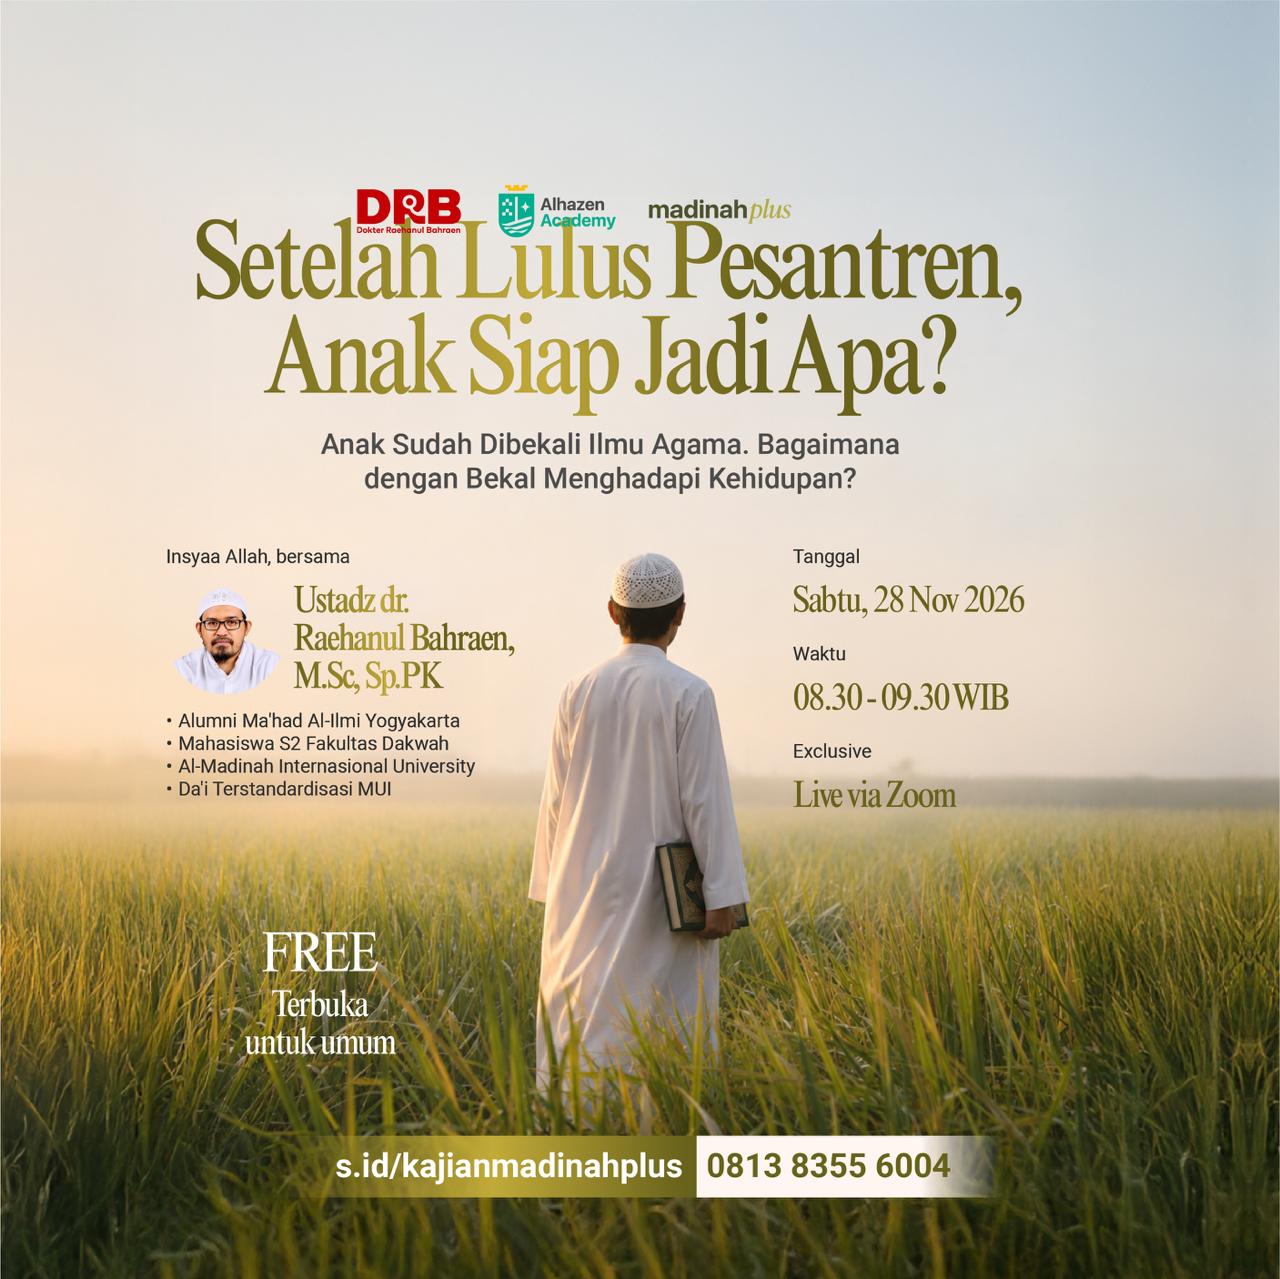 DRB
Dokter Raehanul Bahraen
Alhazen
Academy
madinah plus
Setelah Lulus Pesantren,
Anak Siap Jadi Apa?
Anak Sudah Dibekali Ilmu Agama. Bagaimana
dengan Bekal Menghadapi Kehidupan?
Insyaa Allah, bersama
Ustadz dr.
Raehanul Bahraen,
M.Sc, Sp.PK
• Alumni Ma'had Al-Ilmi Yogyakarta
• Mahasiswa S2 Fakultas Dakwah
• Al-Madinah Internasional University
• Da'i Terstandardisasi MUI
Tanggal
Sabtu, 28 Nov 2026
Waktu
08.30 - 09.30 WIB
Exclusive
Live via Zoom
FREE
Terbuka
untuk umum
s.id/kajianmadinahplus
0813 8355 6004